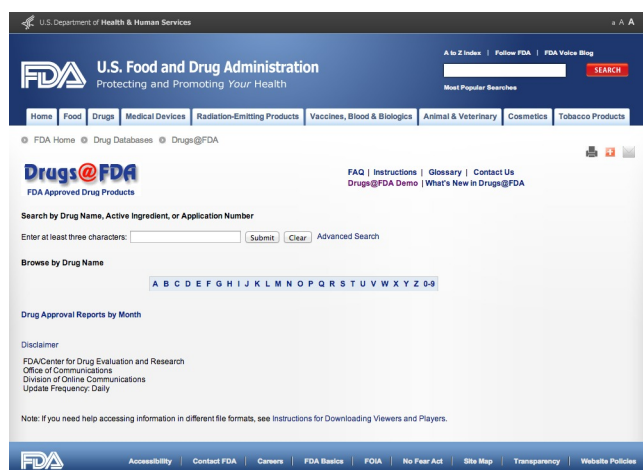 U.S. Department of Health & Human Services
a A A
A to Z Index | Follow FDA | FDA Voice Blog
FDA
U.S. Food and Drug Administration
Protecting and Promoting Your Health
SEARCH
Most Popular Searches
Home Food Drugs Medical Devices Radiation-Emitting Products Vaccines, Blood & Biologics Animal & Veterinary Cosmetics Tobacco Products
FDA Home Drug Databases Drugs@FDA
Drugs@FDA
FDA Approved Drug Products
FAQ | Instructions | Glossary | Contact Us
Drugs@FDA Demo | What's New in Drugs@FDA
Search by Drug Name, Active Ingredient, or Application Number
Enter at least three characters: Submit Clear Advanced Search
Browse by Drug Name
A B C D E F G H I J K L M N O P Q R S T U V W X Y Z 0-9
Drug Approval Reports by Month
Disclaimer
FDA/Center for Drug Evaluation and Research
Office of Communications
Division of Online Communications
Update Frequency: Daily
Note: If you need help accessing information in different file formats, see Instructions for Downloading Viewers and Players.
FDA
Accessibility | Contact FDA | Careers | FDA Basics | FOIA | No Fear Act | Site Map | Transparency | Website Policies